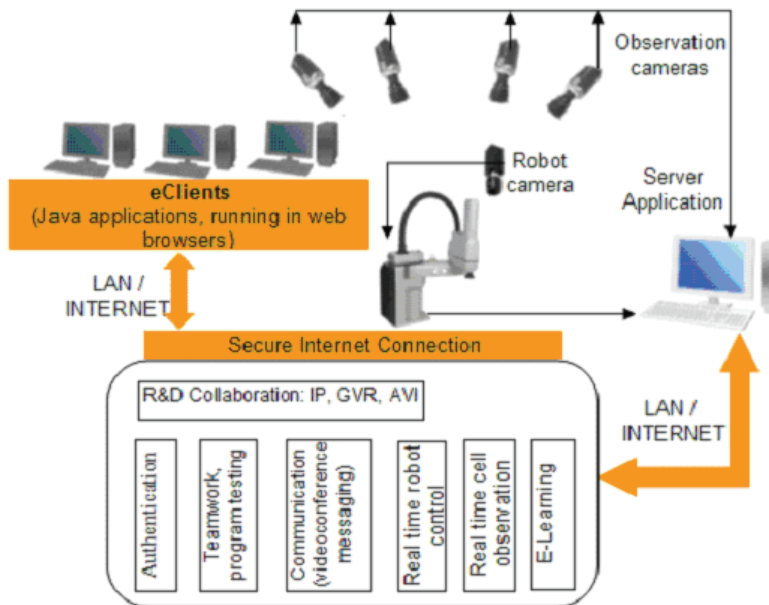 Observation
cameras
Robot
camera
Server
Application
eClients
(Java applications, running in web
browsers)
LAN /
INTERNET
Secure Internet Connection
R&D Collaboration: IP, GVR, AVI
LAN /
INTERNET
Authentication
Teamwork,
program testing
Communication
(videoconference
messaging)
Real time robot
control
Real time cell
observation
E-Learning